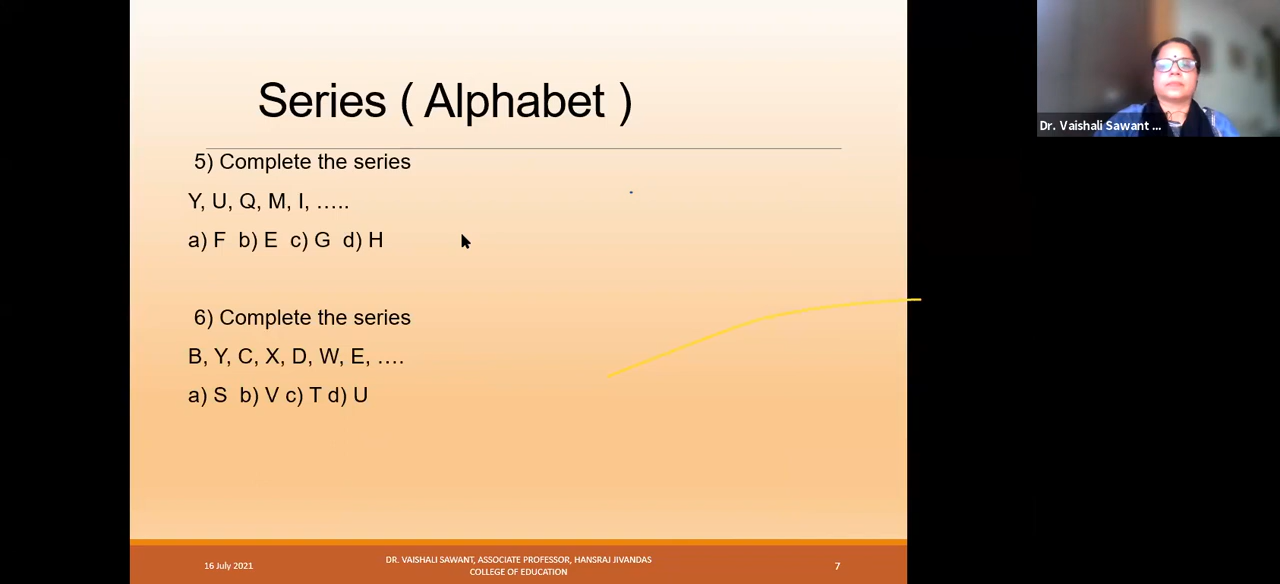 Series ( Alphabet )
5) Complete the series
Y, U, Q, M, I, …..
a) F b) E c) G d) H
6) Complete the series
B, Y, C, X, D, W, E, ….
a) S b) V c) T d) U
16 July 2021
DR. VAISHALI SAWANT, ASSOCIATE PROFESSOR, HANSRAJ JIVANDAS
COLLEGE OF EDUCATION
7
Dr. Vaishali Sawant ...